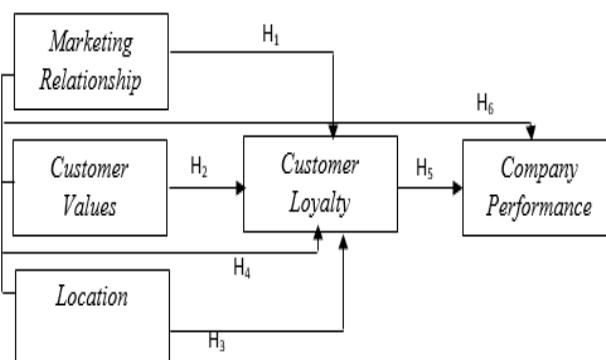 Marketing
Relationship
H₁
H₆
Customer
Values
H₂
Customer
Loyalty
H₅
Company
Performance
H₄
Location
H₃